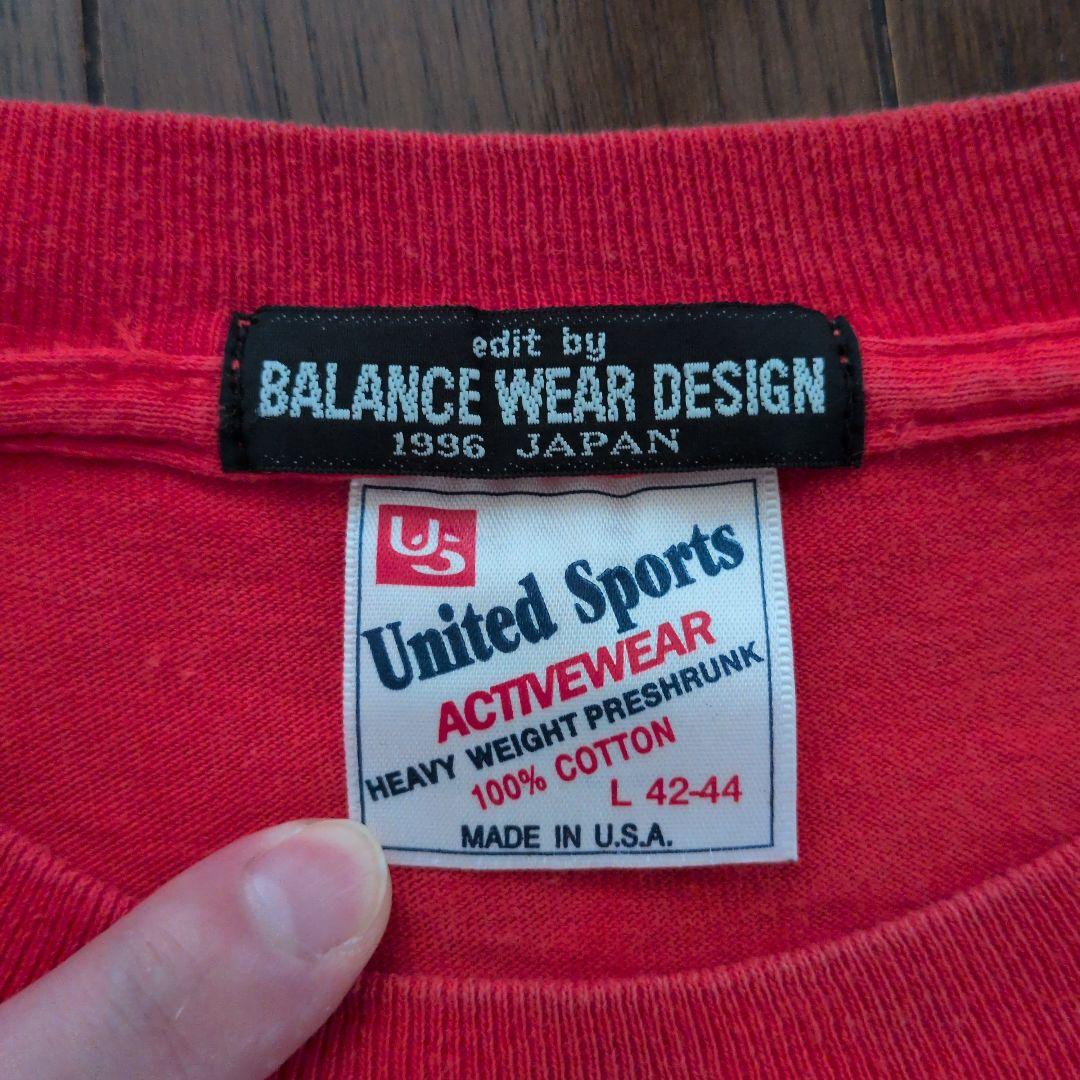 edit by
BALANCE WEAR DESIGN
1996 JAPAN
US
United Sports
ACTIVEWEAR
HEAVY WEIGHT PRESHRUNK
100% COTTON
L 42-44
MADE IN U.S.A.